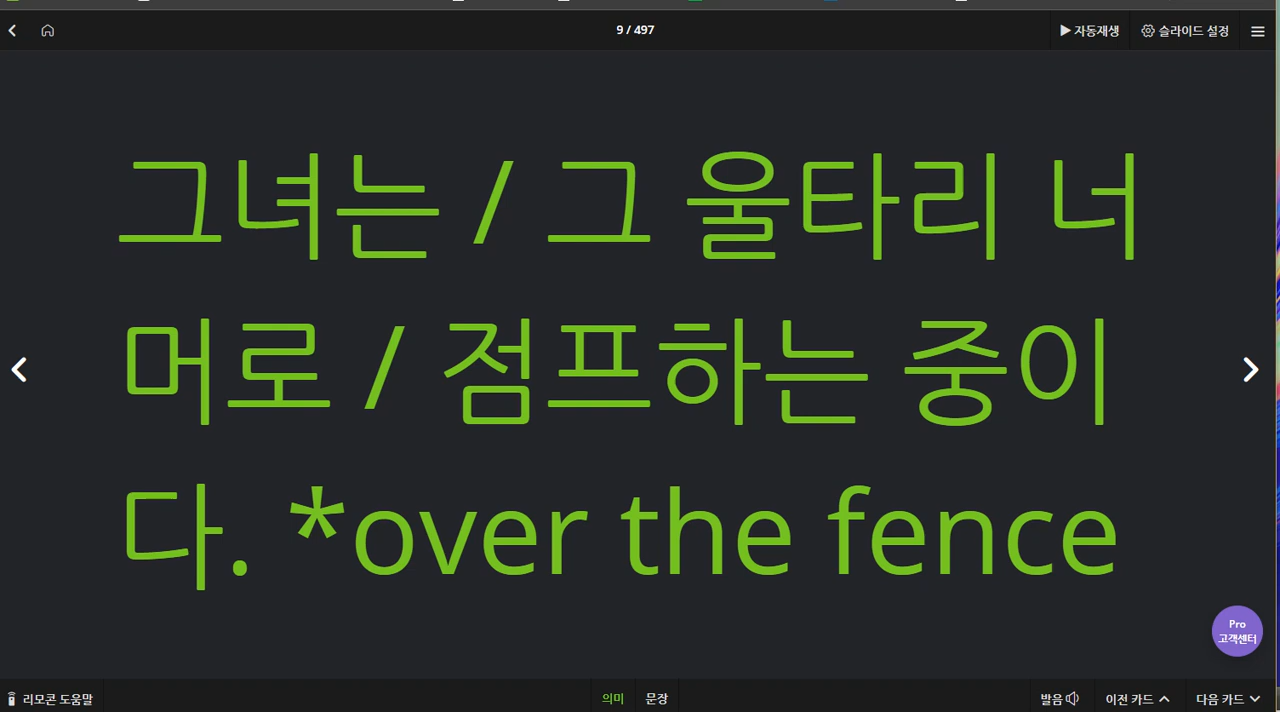 9 / 497
▶ 자동재생
슬라이드 설정
그녀는 / 그 울타리 너
머로 / 점프하는 중이
다. *over the fence
Pro
고객센터
리모콘 도움말
의미
문장
발음
이전 카드
다음 카드